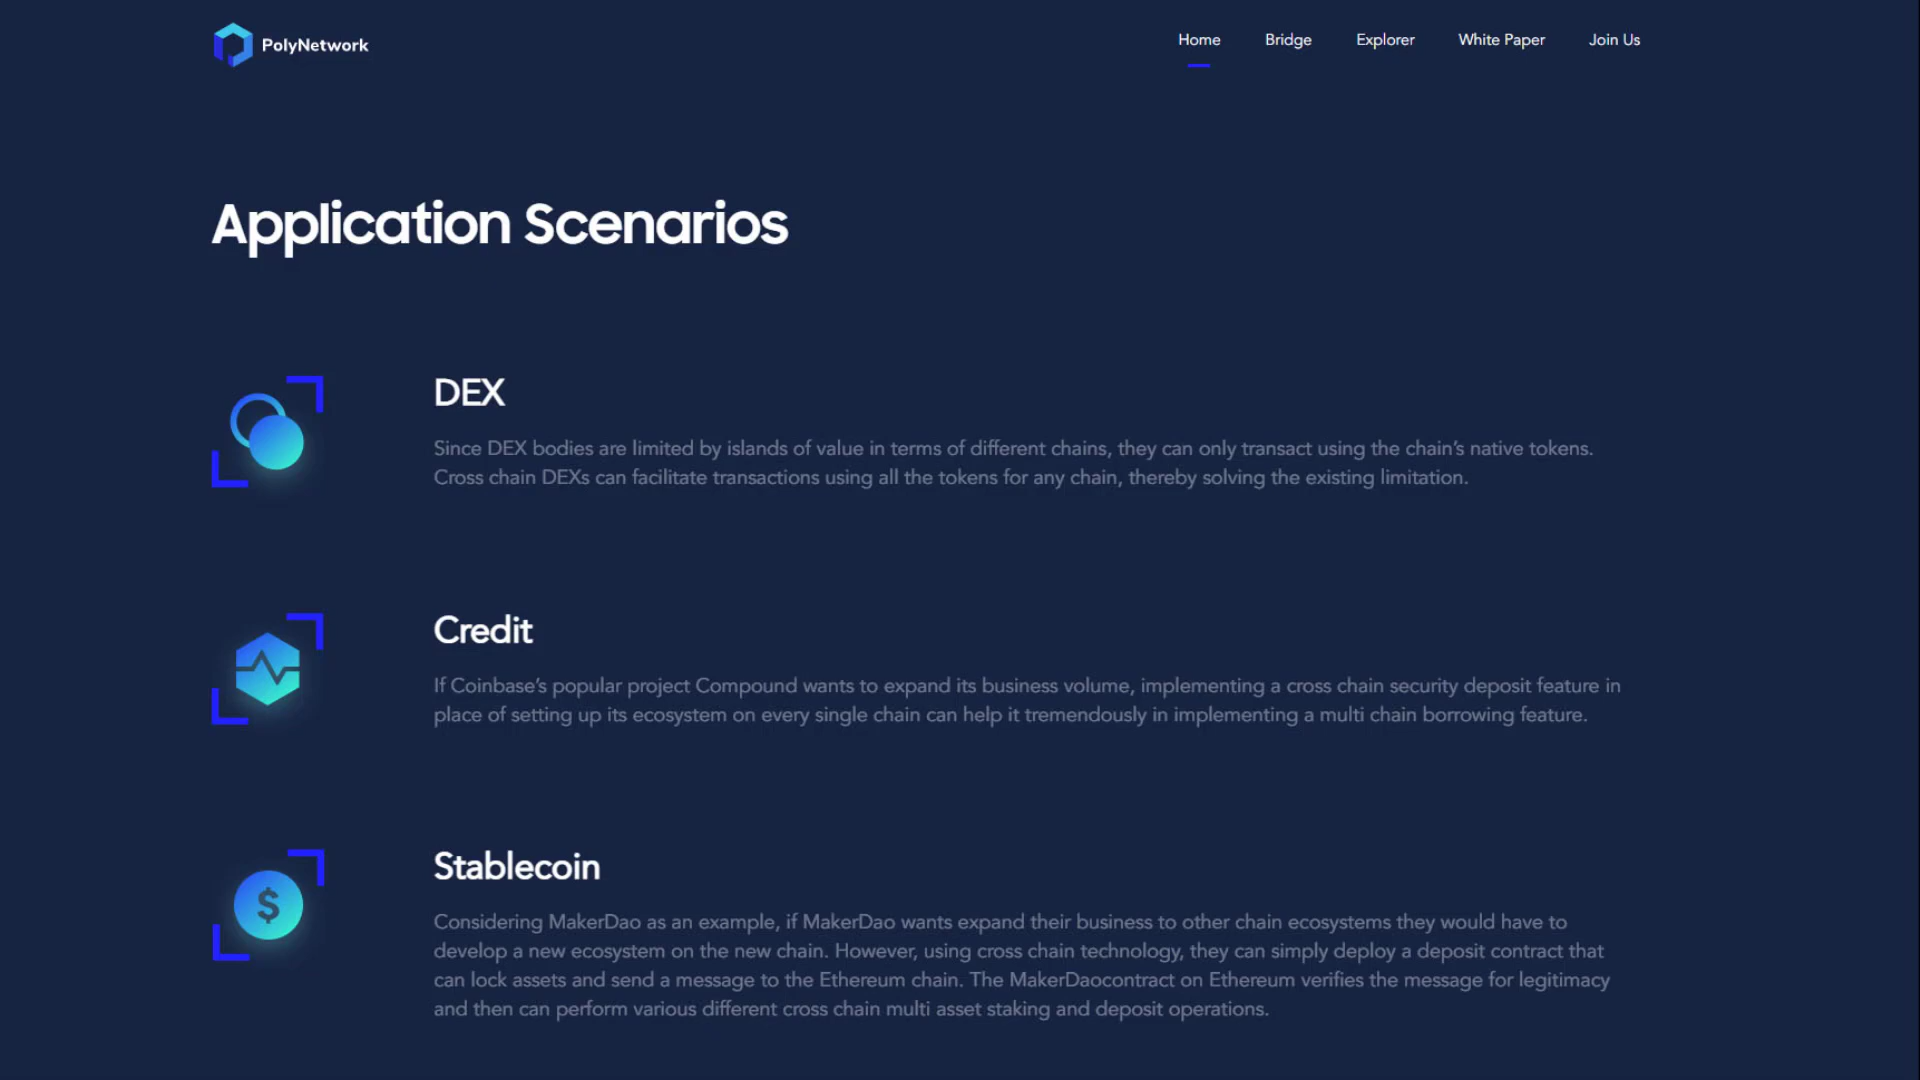 PolyNetwork
Home Bridge Explorer White Paper Join Us
Application Scenarios
DEX
Since DEX bodies are limited by islands of value in terms of different chains, they can only transact using the chain’s native tokens.
Cross chain DEXs can facilitate transactions using all the tokens for any chain, thereby solving the existing limitation.
Credit
If Coinbase’s popular project Compound wants to expand its business volume, implementing a cross chain security deposit feature in
place of setting up its ecosystem on every single chain can help it tremendously in implementing a multi chain borrowing feature.
$
Stablecoin
Considering MakerDao as an example, if MakerDao wants expand their business to other chain ecosystems they would have to
develop a new ecosystem on the new chain. However, using cross chain technology, they can simply deploy a deposit contract that
can lock assets and send a message to the Ethereum chain. The MakerDaocontract on Ethereum verifies the message for legitimacy
and then can perform various different cross chain multi asset staking and deposit operations.